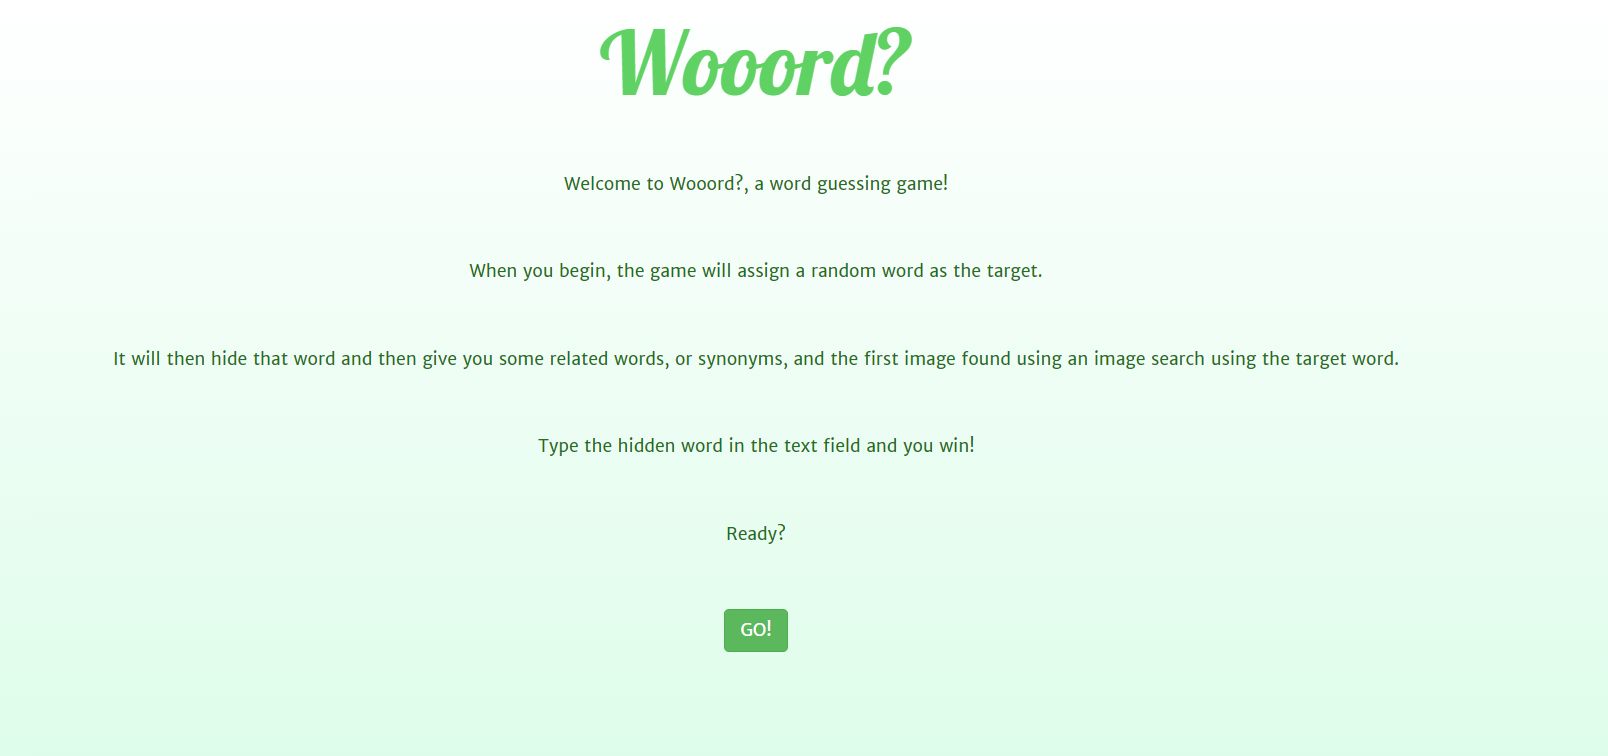 Wooord?
Welcome to Wooord?, a word guessing game!
When you begin, the game will assign a random word as the target.
It will then hide that word and then give you some related words, or synonyms, and the first image found using an image search using the target word.
Type the hidden word in the text field and you win!
Ready?
GO!